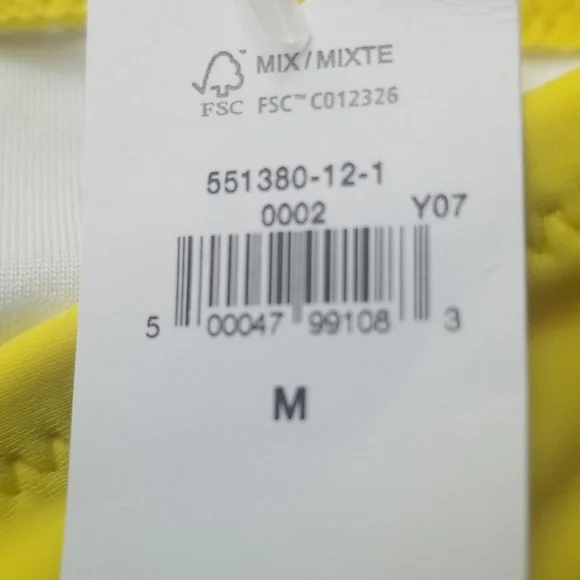 MIX/MIXTE
FSC FSC™ C012326
551380-12-1
0002 Y07
5 00047 99108 3
M